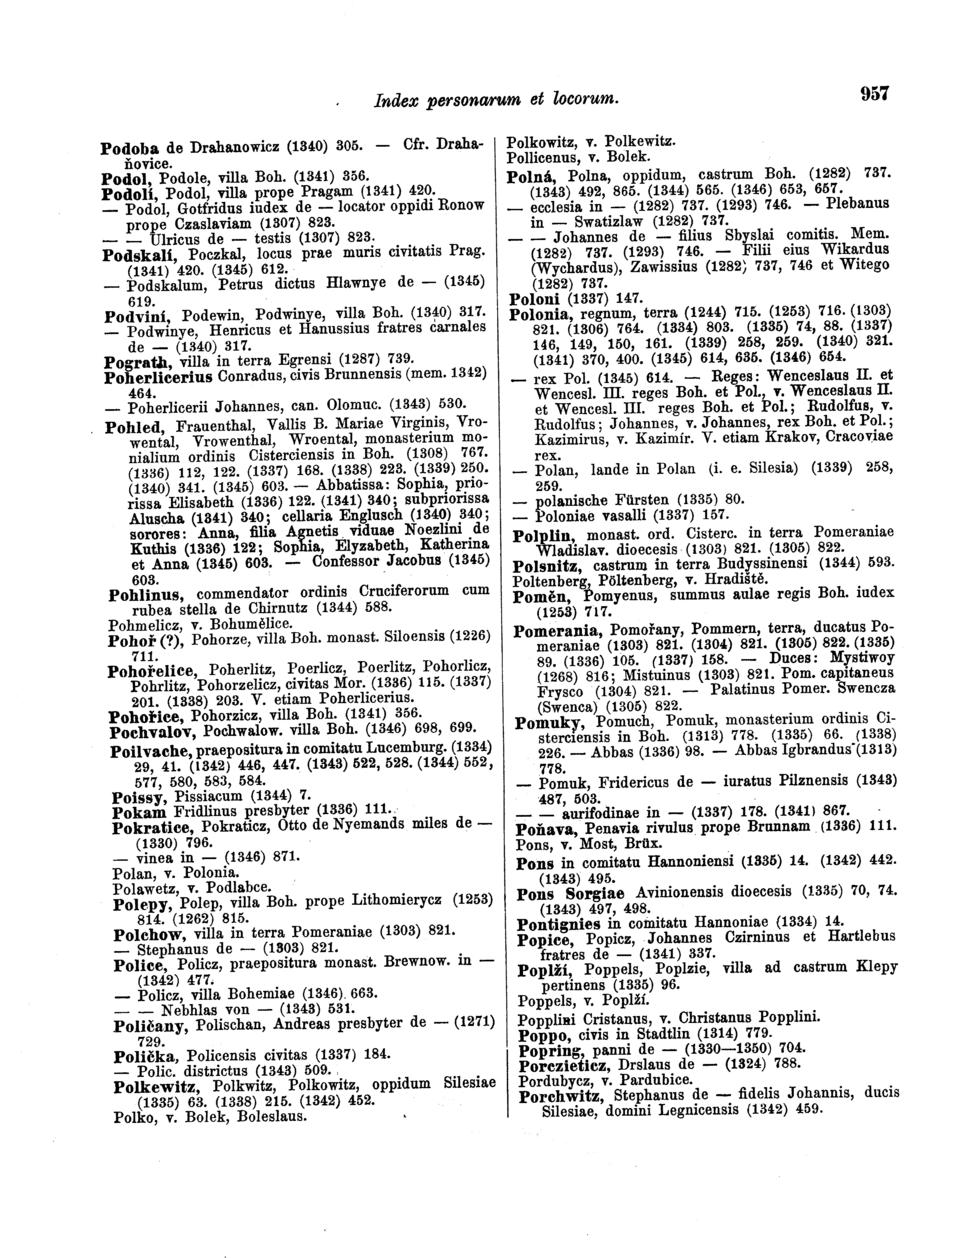 Index personarum et locorum.
957
Podoba de Drahanowicz (1340) 305. — Cfr. Draha-
ňovice.
Podol, Podole, villa Boh. (1341) 356.
Podolí, Podol, villa prope Pragam (1341) 420.
— Podol, Gotfridus iudex de — locator oppidi Ronow
prope Czaslaviam (1307) 823.
— — Ulricus de — testis (1307) 823.
Podskalí, Poczkal, locus prae muris civitatis Prag.
(1341) 420. (1345) 612.
— Podskalum, Petrus dictus Hlawnye de — (1345)
619.
Podviní, Podewin, Podwinye, villa Boh. (1340) 317.
— Podwinye, Henricus et Hanussius fratres carnales
de — (1340) 317.
Pograth, villa in terra Egrensi (1287) 739.
Poherlicerius Conradus, civis Brunnensis (mem. 1342)
464.
— Poherlicerii Johannes, can. Olomuc. (1343) 530.
Pohled, Frauenthal, Vallis B. Mariae Virginis, Vro-
wental, Vrowenthal, Wroental, monasterium mo-
nialium ordinis Cisterciensis in Boh. (1308) 767.
(1336) 112, 122. (1337) 168. (1338) 223. (1339) 250.
(1340) 341. (1345) 603. — Abbatissa: Sophia, prio-
rissa Elisabeth (1336) 122. (1341) 340; subpriorissa
Aluscha (1341) 340; cellaria Englusch (1340) 340;
sorores: Anna, filia Agnetis viduae Noezlini de
Kuthis (1336) 122; Sophia, Elyzabeth, Katherina
et Anna (1345) 603. — Confessor Jacobus (1345)
603.
Pohlinus, commendator ordinis Cruciferorum cum
rubea stella de Chirnutz (1344) 588.
Pohmelicz, v. Bohumělice.
Pohoř (?), Pohorze, villa Boh. monast. Siloensis (1226)
711.
Pohořelice, Poherlitz, Poerlicz, Poerlitz, Pohorlicz,
Pohrlitz, Pohorzelicz, civitas Mor. (1336) 115. (1337)
201. (1338) 203. V. etiam Poherlicerius.
Pohořice, Pohorzicz, villa Boh. (1341) 356.
Pochvalov, Pochwalow. villa Boh. (1346) 698, 699.
Poilvache, praepositura in comitatu Lucemburg. (1334)
29, 41. (1342) 446, 447. (1343) 522, 528. (1344) 552,
577, 580, 583, 584.
Poissy, Pissiacum (1344) 7.
Pokam Fridlinus presbyter (1336) 111.
Pokratice, Pokraticz, Otto de Nyemands miles de —
(1330) 796.
— vinea in — (1346) 871.
Polan, v. Polonia.
Polawetz, v. Podlabce.
Polepy, Polep, villa Boh. prope Lithomierycz (1253)
814. (1262) 815.
Polchow, villa in terra Pomeraniae (1303) 821.
— Stephanus de — (1303) 821.
Police, Policz, praepositura monast. Brewnow. in —
(1342) 477.
— Policz, villa Bohemiae (1346). 663.
— — Nebhlas von — (1343) 531.
Poličany, Polischan, Andreas presbyter de — (1271)
729.
Polička, Policensis civitas (1337) 184.
— Polic. districtus (1343) 509.
Polkewitz, Polkwitz, Polkowitz, oppidum Silesiae
(1335) 63. (1338) 215. (1342) 452.
Polko, v. Bolek, Boleslaus.
Polkowitz, v. Polkewitz.
Pollicenus, v. Bolek.
Polná, Polna, oppidum, castrum Boh. (1282) 737.
(1343) 492, 865. (1344) 565. (1346) 653, 657.
— ecclesia in — (1282) 737. (1293) 746. — Plebanus
in — Swatizlaw (1282) 737.
— — Johannes de — filius Sbyslai comitis. Mem.
(1282) 737. (1293) 746. — Filii eius Wikardus
(Wychardus), Zawissius (1282) 737, 746 et Witego
(1282) 737.
Poloni (1337) 147.
Polonia, regnum, terra (1244) 715. (1253) 716. (1303)
821. (1306) 764. (1334) 803. (1335) 74, 88. (1337)
146, 149, 150, 161. (1339) 258, 259. (1340) 321.
(1341) 370, 400. (1345) 614, 635. (1346) 654.
— rex Pol. (1345) 614. — Reges: Wenceslaus II. et
Wencesl. III. reges Boh. et Pol., v. Wenceslaus II.
et Wencesl. III. reges Boh. et Pol.; Rudolfus, v.
Rudolfus; Johannes, v. Johannes, rex Boh. et Pol.;
Kazimirus, v. Kazimír. V. etiam Krakov, Cracoviae
rex.
— Polan, lande in Polan (i. e. Silesia) (1339) 258,
259.
— polanische Fürsten (1335) 80.
— Poloniae vasalli (1337) 157.
Polplin, monast. ord. Cisterc. in terra Pomeraniae
Wladislav. dioecesis (1303) 821. (1305) 822.
Polsnitz, castrum in terra Budyssinensi (1344) 593.
Poltenberg, Pöltenberg, v. Hradiště.
Poměn, Pomyenus, summus aulae regis Boh. iudex
(1253) 717.
Pomerania, Pomořany, Pommern, terra, ducatus Po-
meraniae (1303) 821. (1304) 821. (1305) 822. (1335)
89. (1336) 105. (1337) 158. — Duces: Mystiwoy
(1268) 816; Mistuinus (1303) 821. Pom. capitaneus
Frysco (1304) 821. — Palatinus Pomer. Swencza
(Swenca) (1305) 822.
Pomuky, Pomuch, Pomuk, monasterium ordinis Ci-
sterciensis in Boh. (1313) 778. (1335) 66. (1338)
226. — Abbas (1336) 98. — Abbas Igbrandus (1313)
778.
— Pomuk, Fridericus de — iuratus Pilznensis (1343)
487, 503.
— — aurifodinae in — (1337) 178. (1341) 867.
Poňava, Penavia rivulus prope Brunnam (1336) 111.
Pons, v. Most, Brüx.
Pons in comitatu Hannoniensi (1335) 14. (1342) 442.
(1343) 495.
Pons Sorgiae Avinionensis dioecesis (1335) 70, 74.
(1343) 497, 498.
Pontignies in comitatu Hannoniae (1334) 14.
Popice, Popicz, Johannes Czirninus et Hartlebus
fratres de — (1341) 337.
Poplží, Poppels, Poplzie, villa ad castrum Klepy
pertinens (1335) 96.
Poppels, v. Poplží.
Popplini Cristanus, v. Christanus Popplini.
Poppo, civis in Stadtlin (1314) 779.
Popring, panni de — (1330—1350) 704.
Porczieticz, Drslaus de — (1324) 788.
Pordubycz, v. Pardubice.
Porchwitz, Stephanus de — fidelis Johannis, ducis
Silesiae, domini Legnicensis (1342) 459.